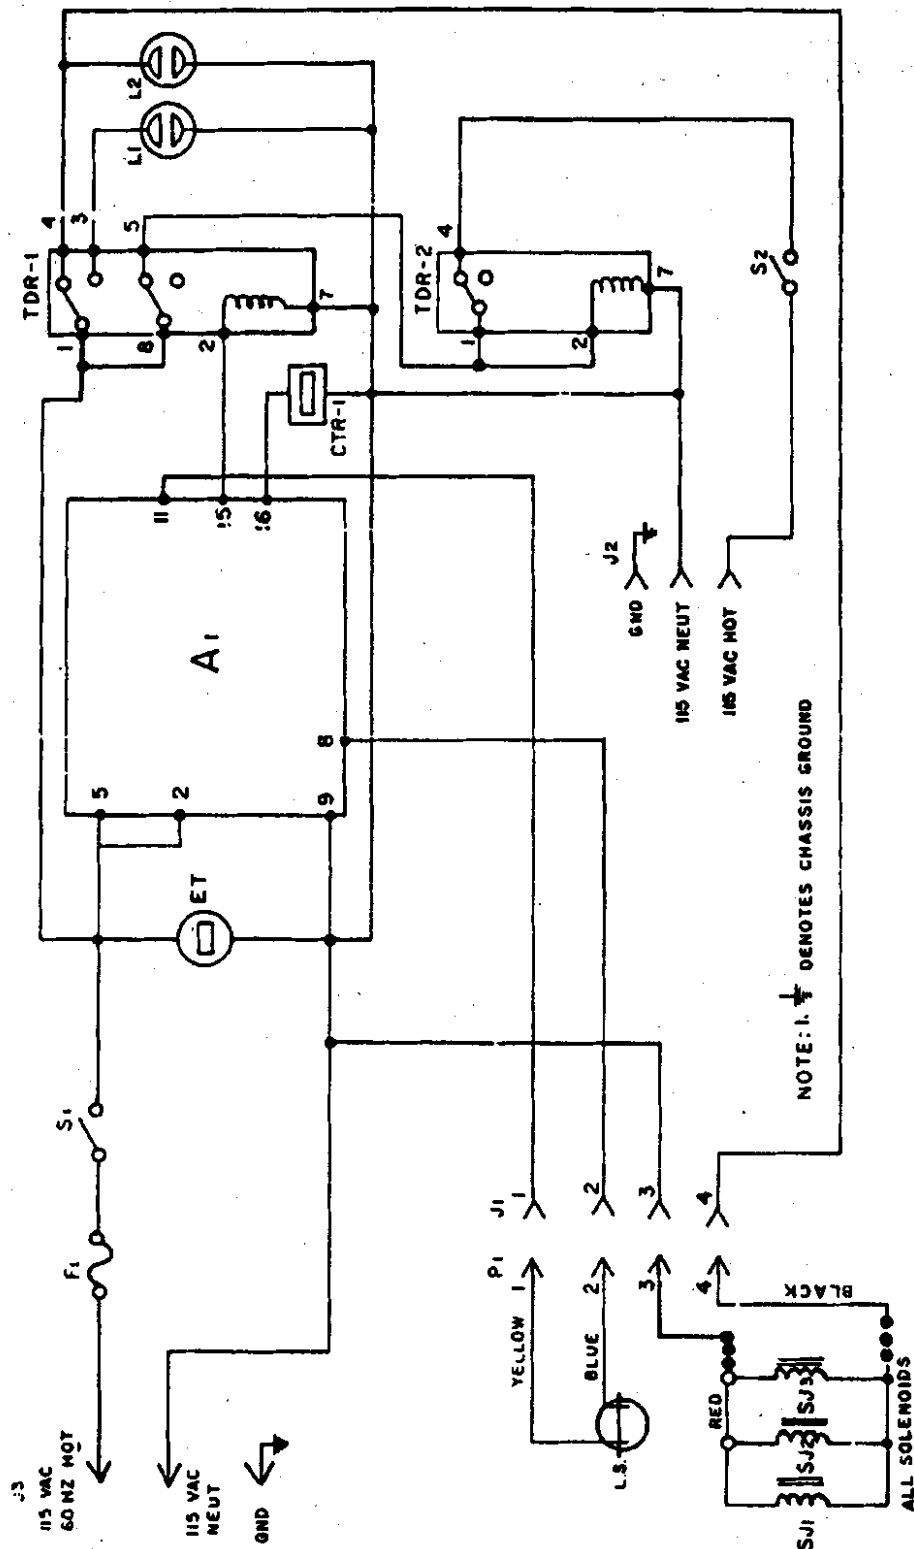 J3
115 VAC
60 HZ HOT
115 VAC
NEUT
GND
F1
S1
ET
A1
5
2
9
8
11
15
16
CTR-1
TDR-1
1
8
2
4
3
5
7
L1
L2
TDR-2
1
2
4
7
S2
J2
GND
115 VAC NEUT
115 VAC HOT
P1
J1
YELLOW
1
1
BLUE
2
2
3
3
4
4
L.S.
RED
BLACK
SJ1
SJ2
SJ3
ALL SOLENOIDS
NOTE: 1. DENOTES CHASSIS GROUND